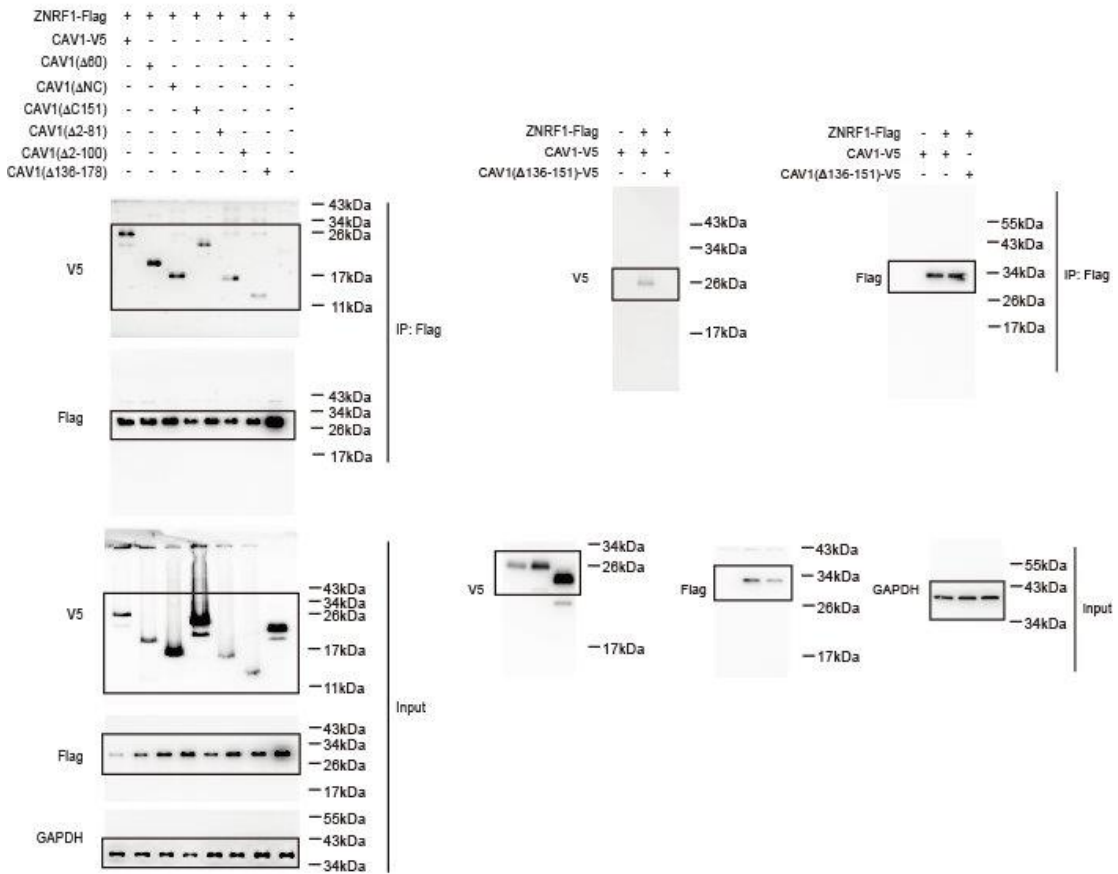 ZNRF1-Flag + + + + + + + +
CAV1-V5 + - - - - - - -
CAV1(Δ60) - + - - - - - -
CAV1(ΔNC) - - + - - - - -
CAV1(ΔC151) - - - + - - - -
CAV1(Δ2-81) - - - - + - - -
CAV1(Δ2-100) - - - - - + - -
CAV1(Δ136-178) - - - - - - + -
43kDa
34kDa
26kDa
V5
17kDa
11kDa
IP: Flag
43kDa
34kDa
Flag
26kDa
17kDa
43kDa
34kDa
26kDa
V5
17kDa
11kDa
Input
43kDa
34kDa
Flag
26kDa
17kDa
55kDa
GAPDH
43kDa
34kDa
ZNRF1-Flag - + +
CAV1-V5 + + -
CAV1(Δ136-151)-V5 - - +
43kDa
34kDa
V5
26kDa
17kDa
ZNRF1-Flag - + +
CAV1-V5 + + -
CAV1(Δ136-151)-V5 - - +
55kDa
43kDa
Flag
34kDa
26kDa
17kDa
IP: Flag
34kDa
26kDa
V5
17kDa
43kDa
34kDa
Flag
26kDa
17kDa
55kDa
43kDa
GAPDH
34kDa
Input